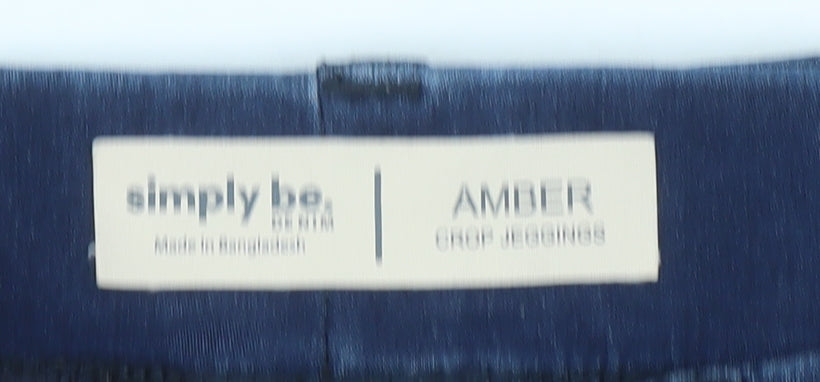 simply be.
DENIM
Made in Bangladesh
AMBER
CROP JEGGINGS